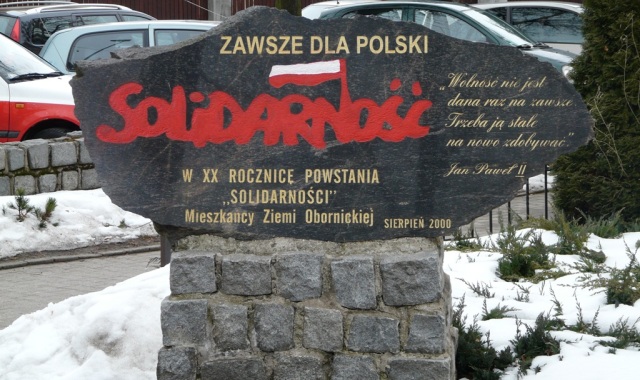 ZAWSZE DLA POLSKI
SOLIDARNOŚĆ
„Wolność nie jest
dana raz na zawsze
Trzeba ją stale
na nowo zdobywać"
Jan Paweł II
W XX ROCZNICĘ POWSTANIA
„SOLIDARNOŚCI"
Mieszkańcy Ziemi Obornickiej
SIERPIEŃ 2000